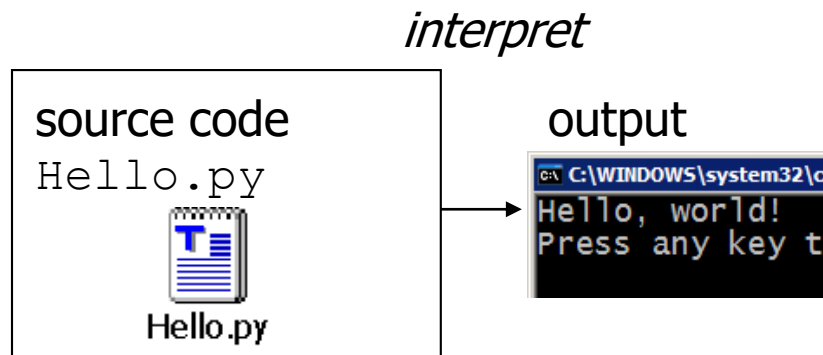 interpret
source code
Hello.py
Hello.py
output
C:\WINDOWS\system32\c
Hello, world!
Press any key t